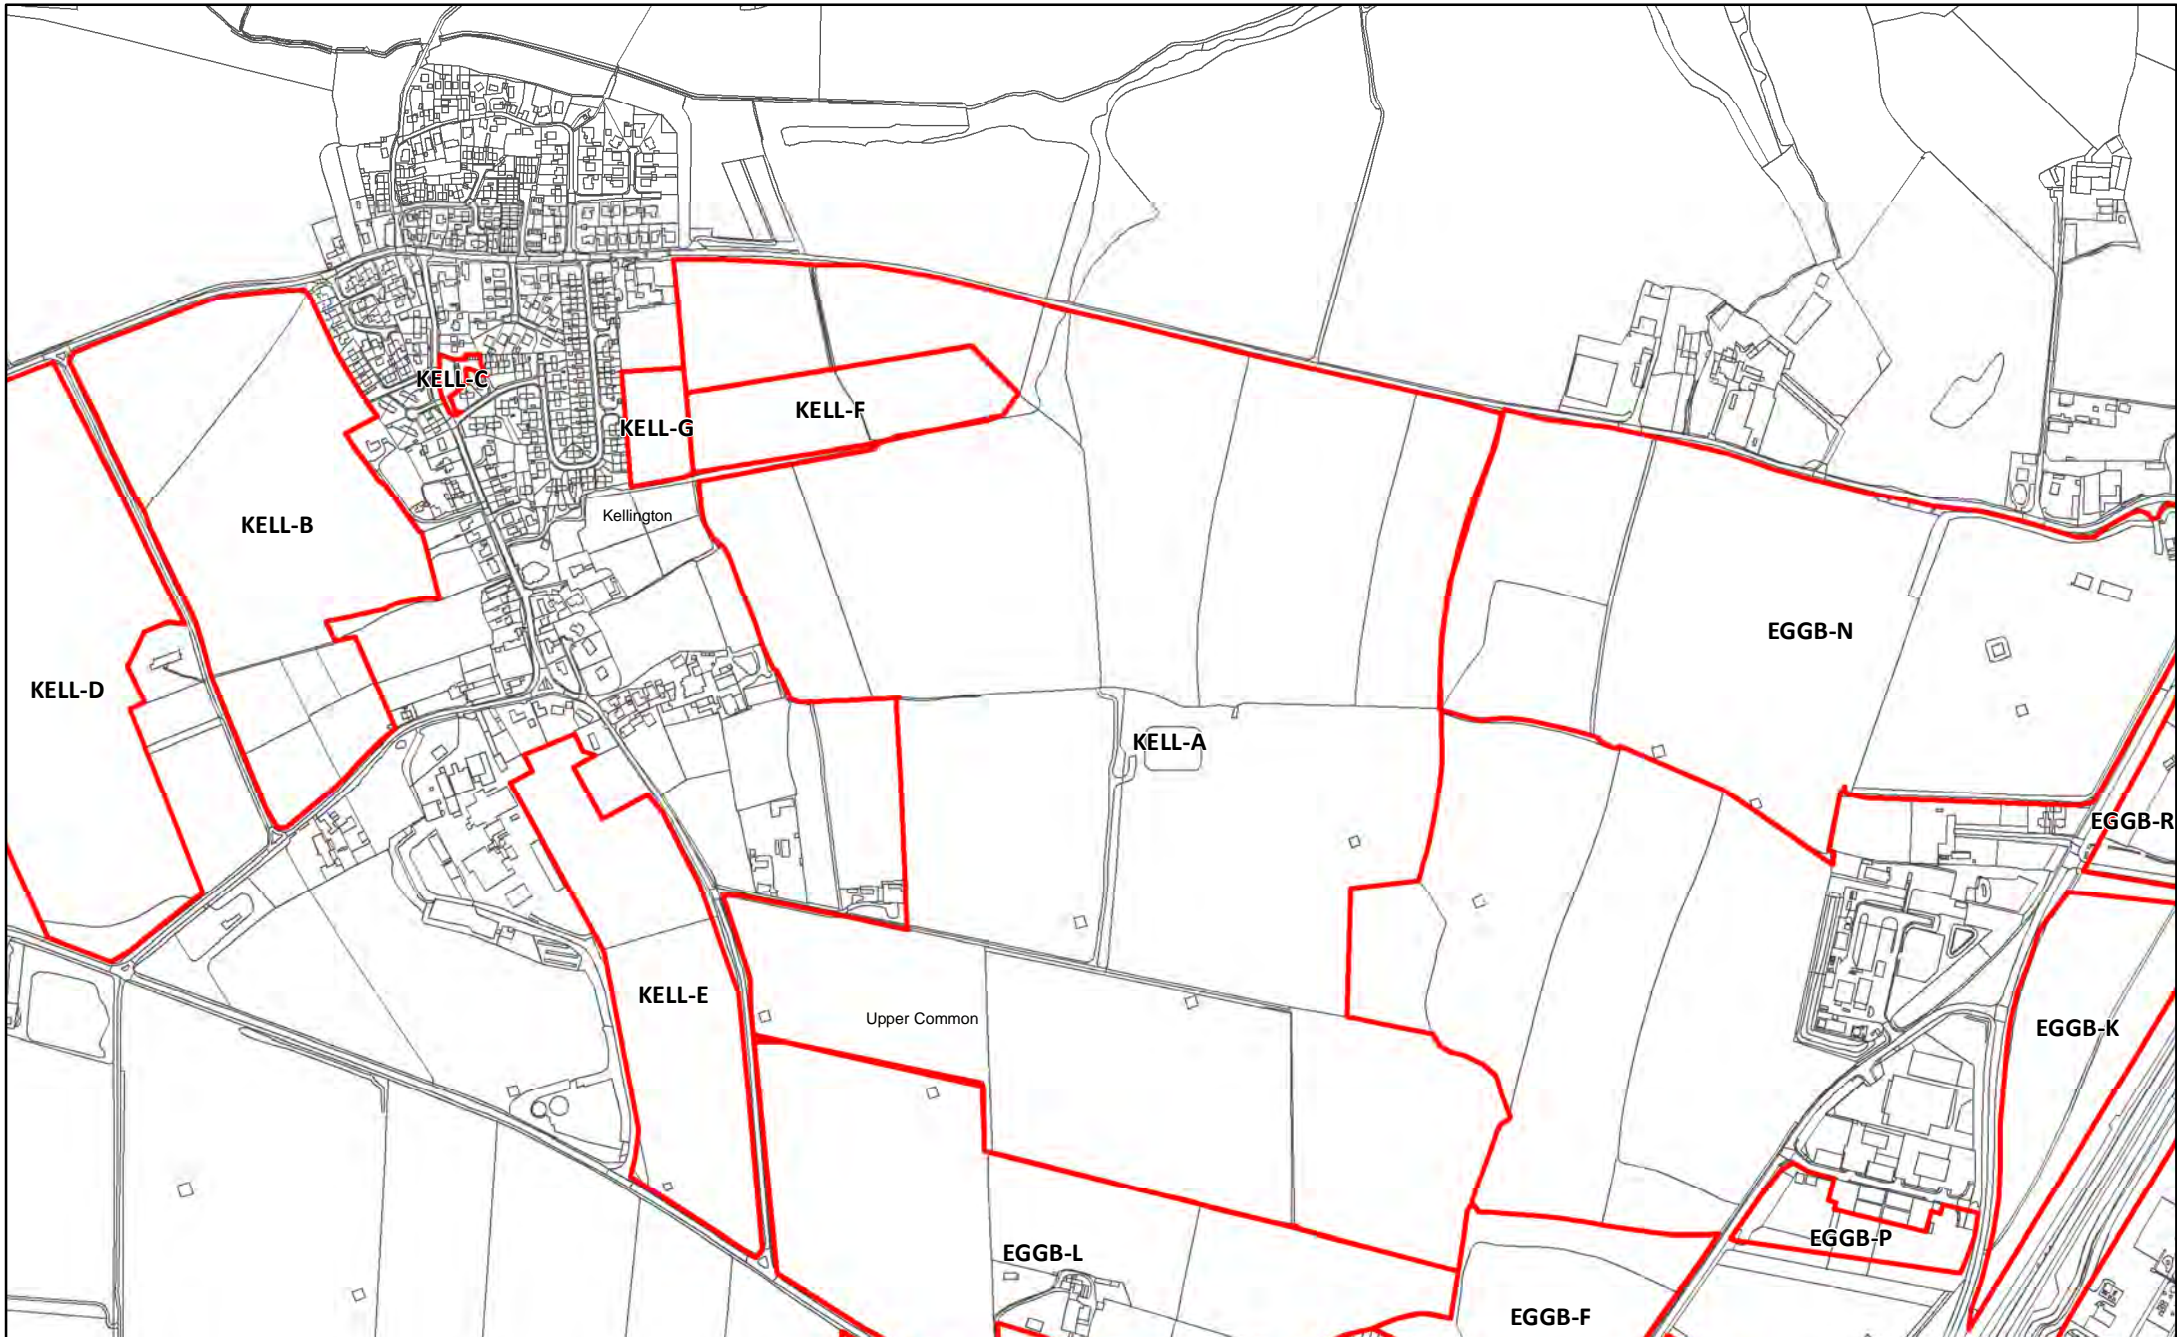 KELL-C
KELL-F
KELL-G
Kellington
KELL-B
EGGB-N
KELL-D
KELL-A
EGGB-R
KELL-E
Upper Common
EGGB-K
EGGB-P
EGGB-L
EGGB-F